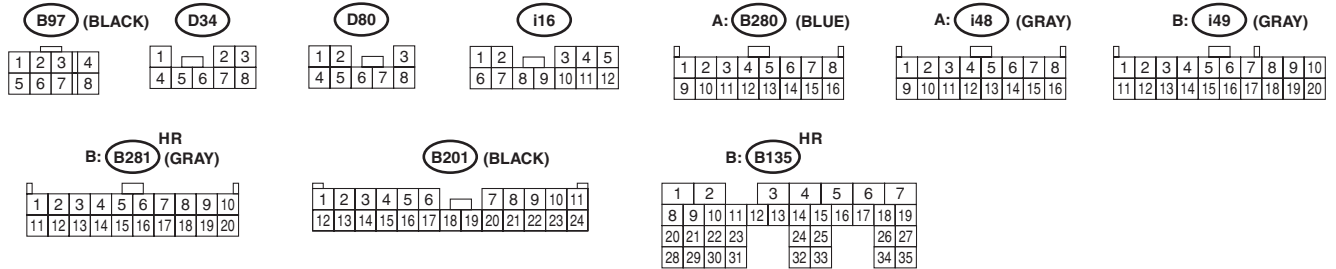 B97 (BLACK) D34 D80 i16 A: B280 (BLUE) A: i48 (GRAY) B: i49 (GRAY)
1 2 3 4 1 2 3 1 2 3 1 2 3 4 5 1 2 3 4 5 6 7 8 1 2 3 4 5 6 7 8 1 2 3 4 5 6 7 8 9 10
5 6 7 8 4 5 6 7 8 4 5 6 7 8 6 7 8 9 10 11 12 9 10 11 12 13 14 15 16 9 10 11 12 13 14 15 16 11 12 13 14 15 16 17 18 19 20
HR HR
B: B281 (GRAY) B201 (BLACK) B: B135
1 2 3 4 5 6 7 8 9 10 1 2 3 4 5 6 7 8 9 10 11 1 2 3 4 5 6 7
11 12 13 14 15 16 17 18 19 20 12 13 14 15 16 17 18 19 20 21 22 23 24 8 9 10 11 12 13 14 15 16 17 18 19
20 21 22 23 24 25 26 27
28 29 30 31 32 33 34 35